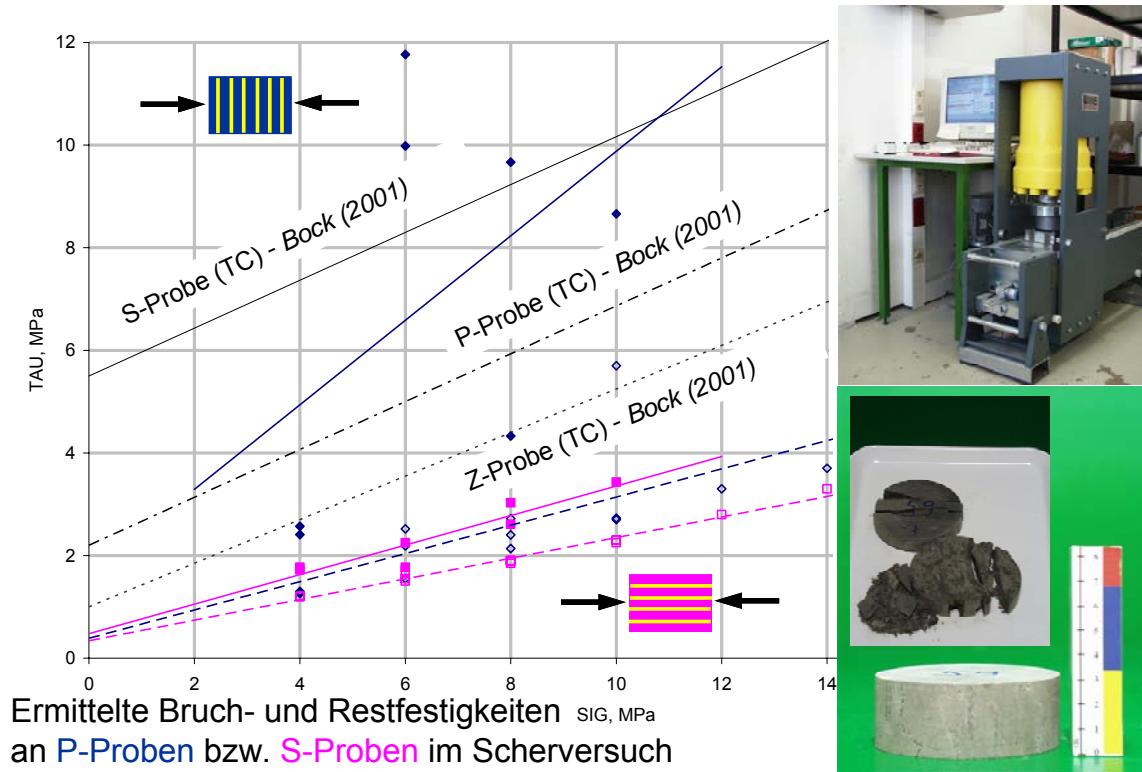 12
10
8
6
4
2
0
TAU, MPa
S-Probe (TC) - Bock (2001)
P-Probe (TC) - Bock (2001)
Z-Probe (TC) - Bock (2001)
0 2 4 6 8 10 12 14
SIG, MPa
Ermittelte Bruch- und Restfestigkeiten
an P-Proben bzw. S-Proben im Scherversuch